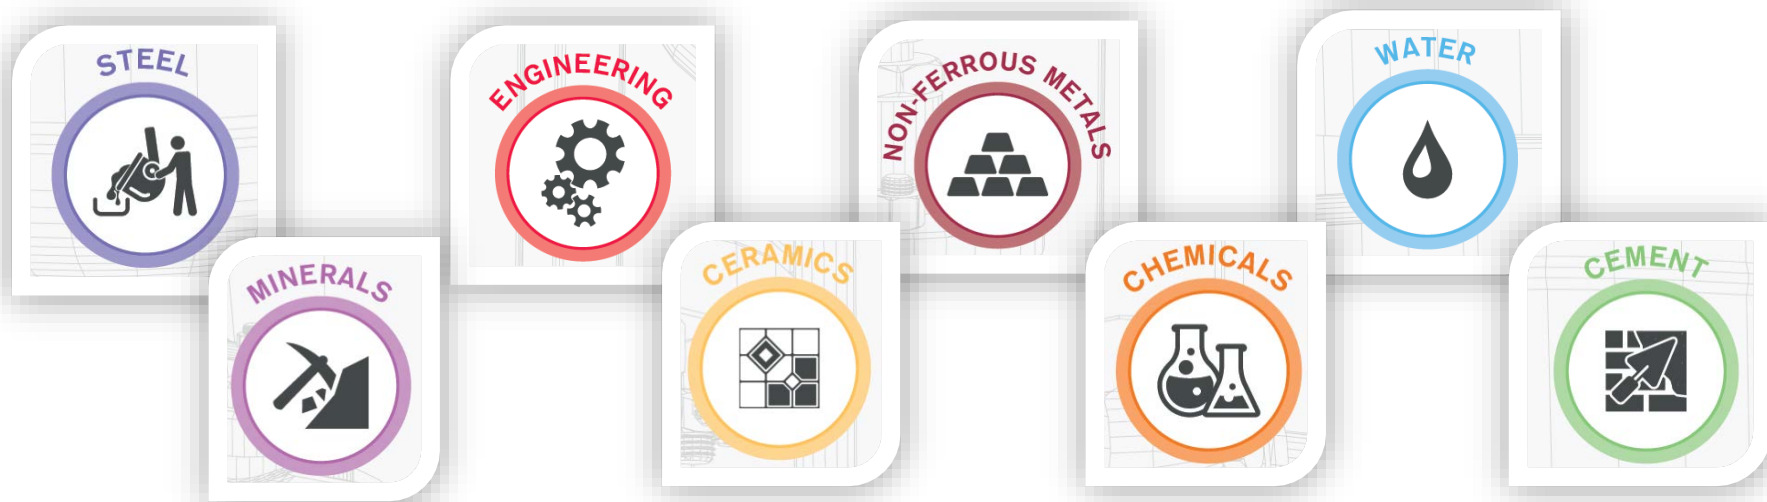 STEEL
ENGINEERING
NON-FERROUS METALS
WATER
MINERALS
CERAMICS
CHEMICALS
CEMENT